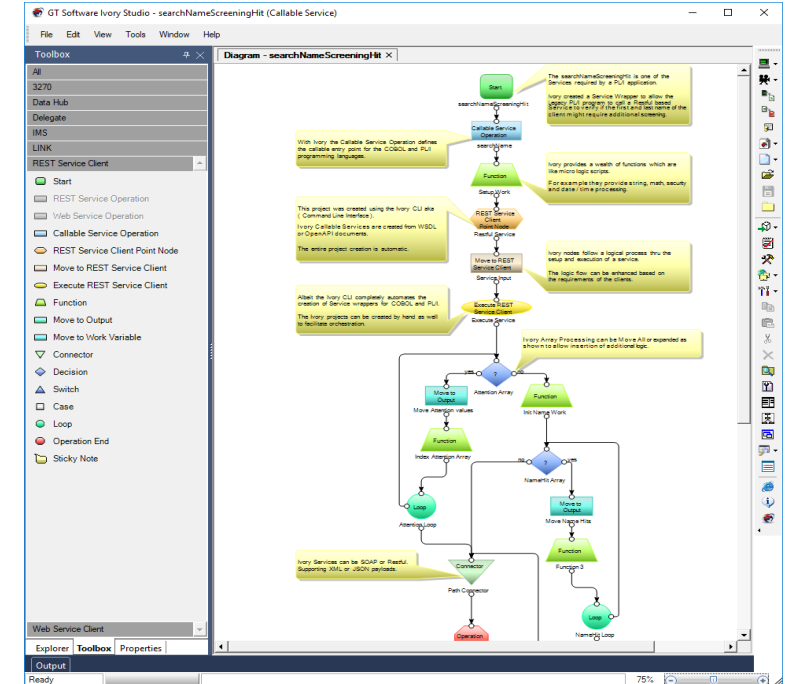 GT Software Ivory Studio - searchNameScreeningHit (Callable Service)
File Edit View Tools Window Help
Toolbox
All
3270
Data Hub
Delegate
IMS
LINK
REST Service Client
Start
REST Service Operation
Web Service Operation
Callable Service Operation
REST Service Client Point Node
Move to REST Service Client
Execute REST Service Client
Function
Move to Output
Move to Work Variable
Connector
Decision
Switch
Case
Loop
Operation End
Sticky Note
Web Service Client
Explorer Toolbox Properties
Output
Ready
75%
Diagram - searchNameScreeningHit
Start
searchNameScreeningHit
The searchNameScreeningHit is one of the
Services required by a PL/I application.
Ivory created a Service Wrapper to allow the
Legacy PL/I program to call a Restful based
Service to verify if the first and last name of the
client might require additional screening.
Callable Service
Operation
searchName
With Ivory the Callable Service Operation defines
the callable entry point for the COBOL and PL/I
programming languages.
Function
Setup Work
Ivory provides a wealth of functions which are
like micro logic scripts.
For example they provide string, math, security
and date / time processing.
This project was created using the Ivory CLI aka
( Command Line Interface ).
Ivory Callable Services are created from WSDL
or OpenAPI documents.
The entire project creation is automatic.
REST Service
Client
Point Node
Restful Service
Move to REST
Service Client
Service Input
Ivory nodes follow a logical process thru the
setup and execution of a service.
The logic flow can be enhanced based on
the requirements of the clients.
Albeit the Ivory CLI completely automates the
creation of Service wrappers for COBOL and PL/I.
The Ivory projects can be created by hand as well
to facilitate orchestration.
Execute REST
Service Client
Execute Service
Ivory Array Processing can be Move All or expanded as
shown to allow insertion of additional logic.
yes ? no
Attention Array
Move to
Output
Move Attention values
Function
Init Name Work
Function
Index Attention Array
no ? yes
NameHit Array
Loop
Attention Loop
Move to
Output
Move Name Hits
Function
Function 3
Ivory Services can be SOAP or Restful.
Supporting XML or JSON payloads.
Connector
Path Connector
Loop
NameHit Loop
Operation